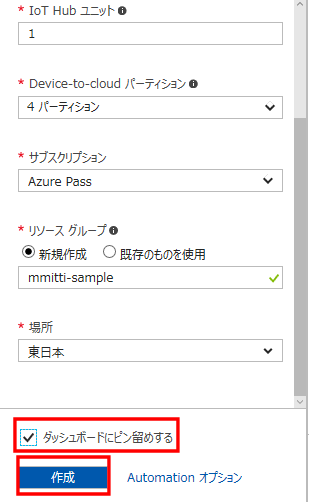 * IoT Hub ユニット
1
* Device-to-cloud パーティション
4 パーティション
* サブスクリプション
Azure Pass
* リソース グループ
新規作成 既存のものを使用
mmitti-sample
* 場所
東日本
ダッシュボードにピン留めする
作成 Automation オプション